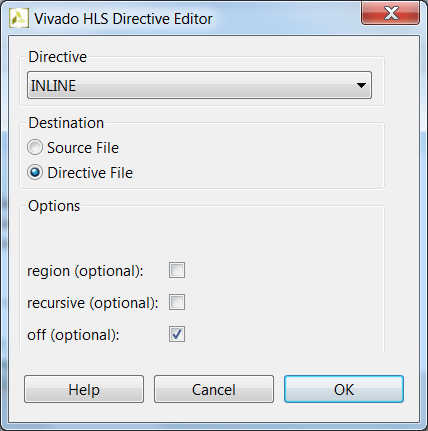 Vivado HLS Directive Editor
Directive
INLINE
Destination
Source File
Directive File
Options
region (optional):
recursive (optional):
off (optional):
Help Cancel OK